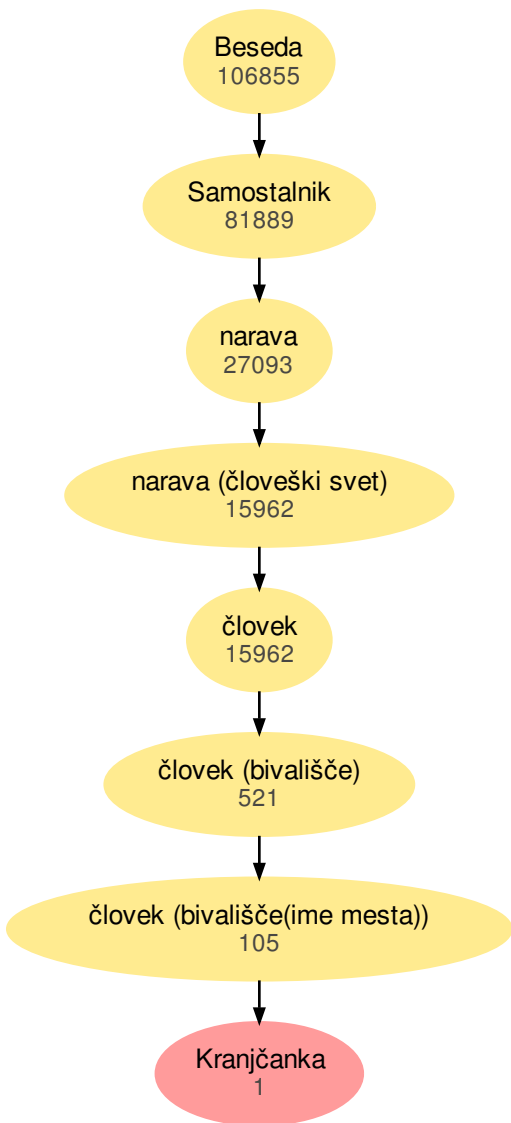 Beseda
106855
Samostalnik
81889
narava
27093
narava (človeški svet)
15962
človek
15962
človek (bivališče)
521
človek (bivališče(ime mesta))
105
Kranjčanka
1